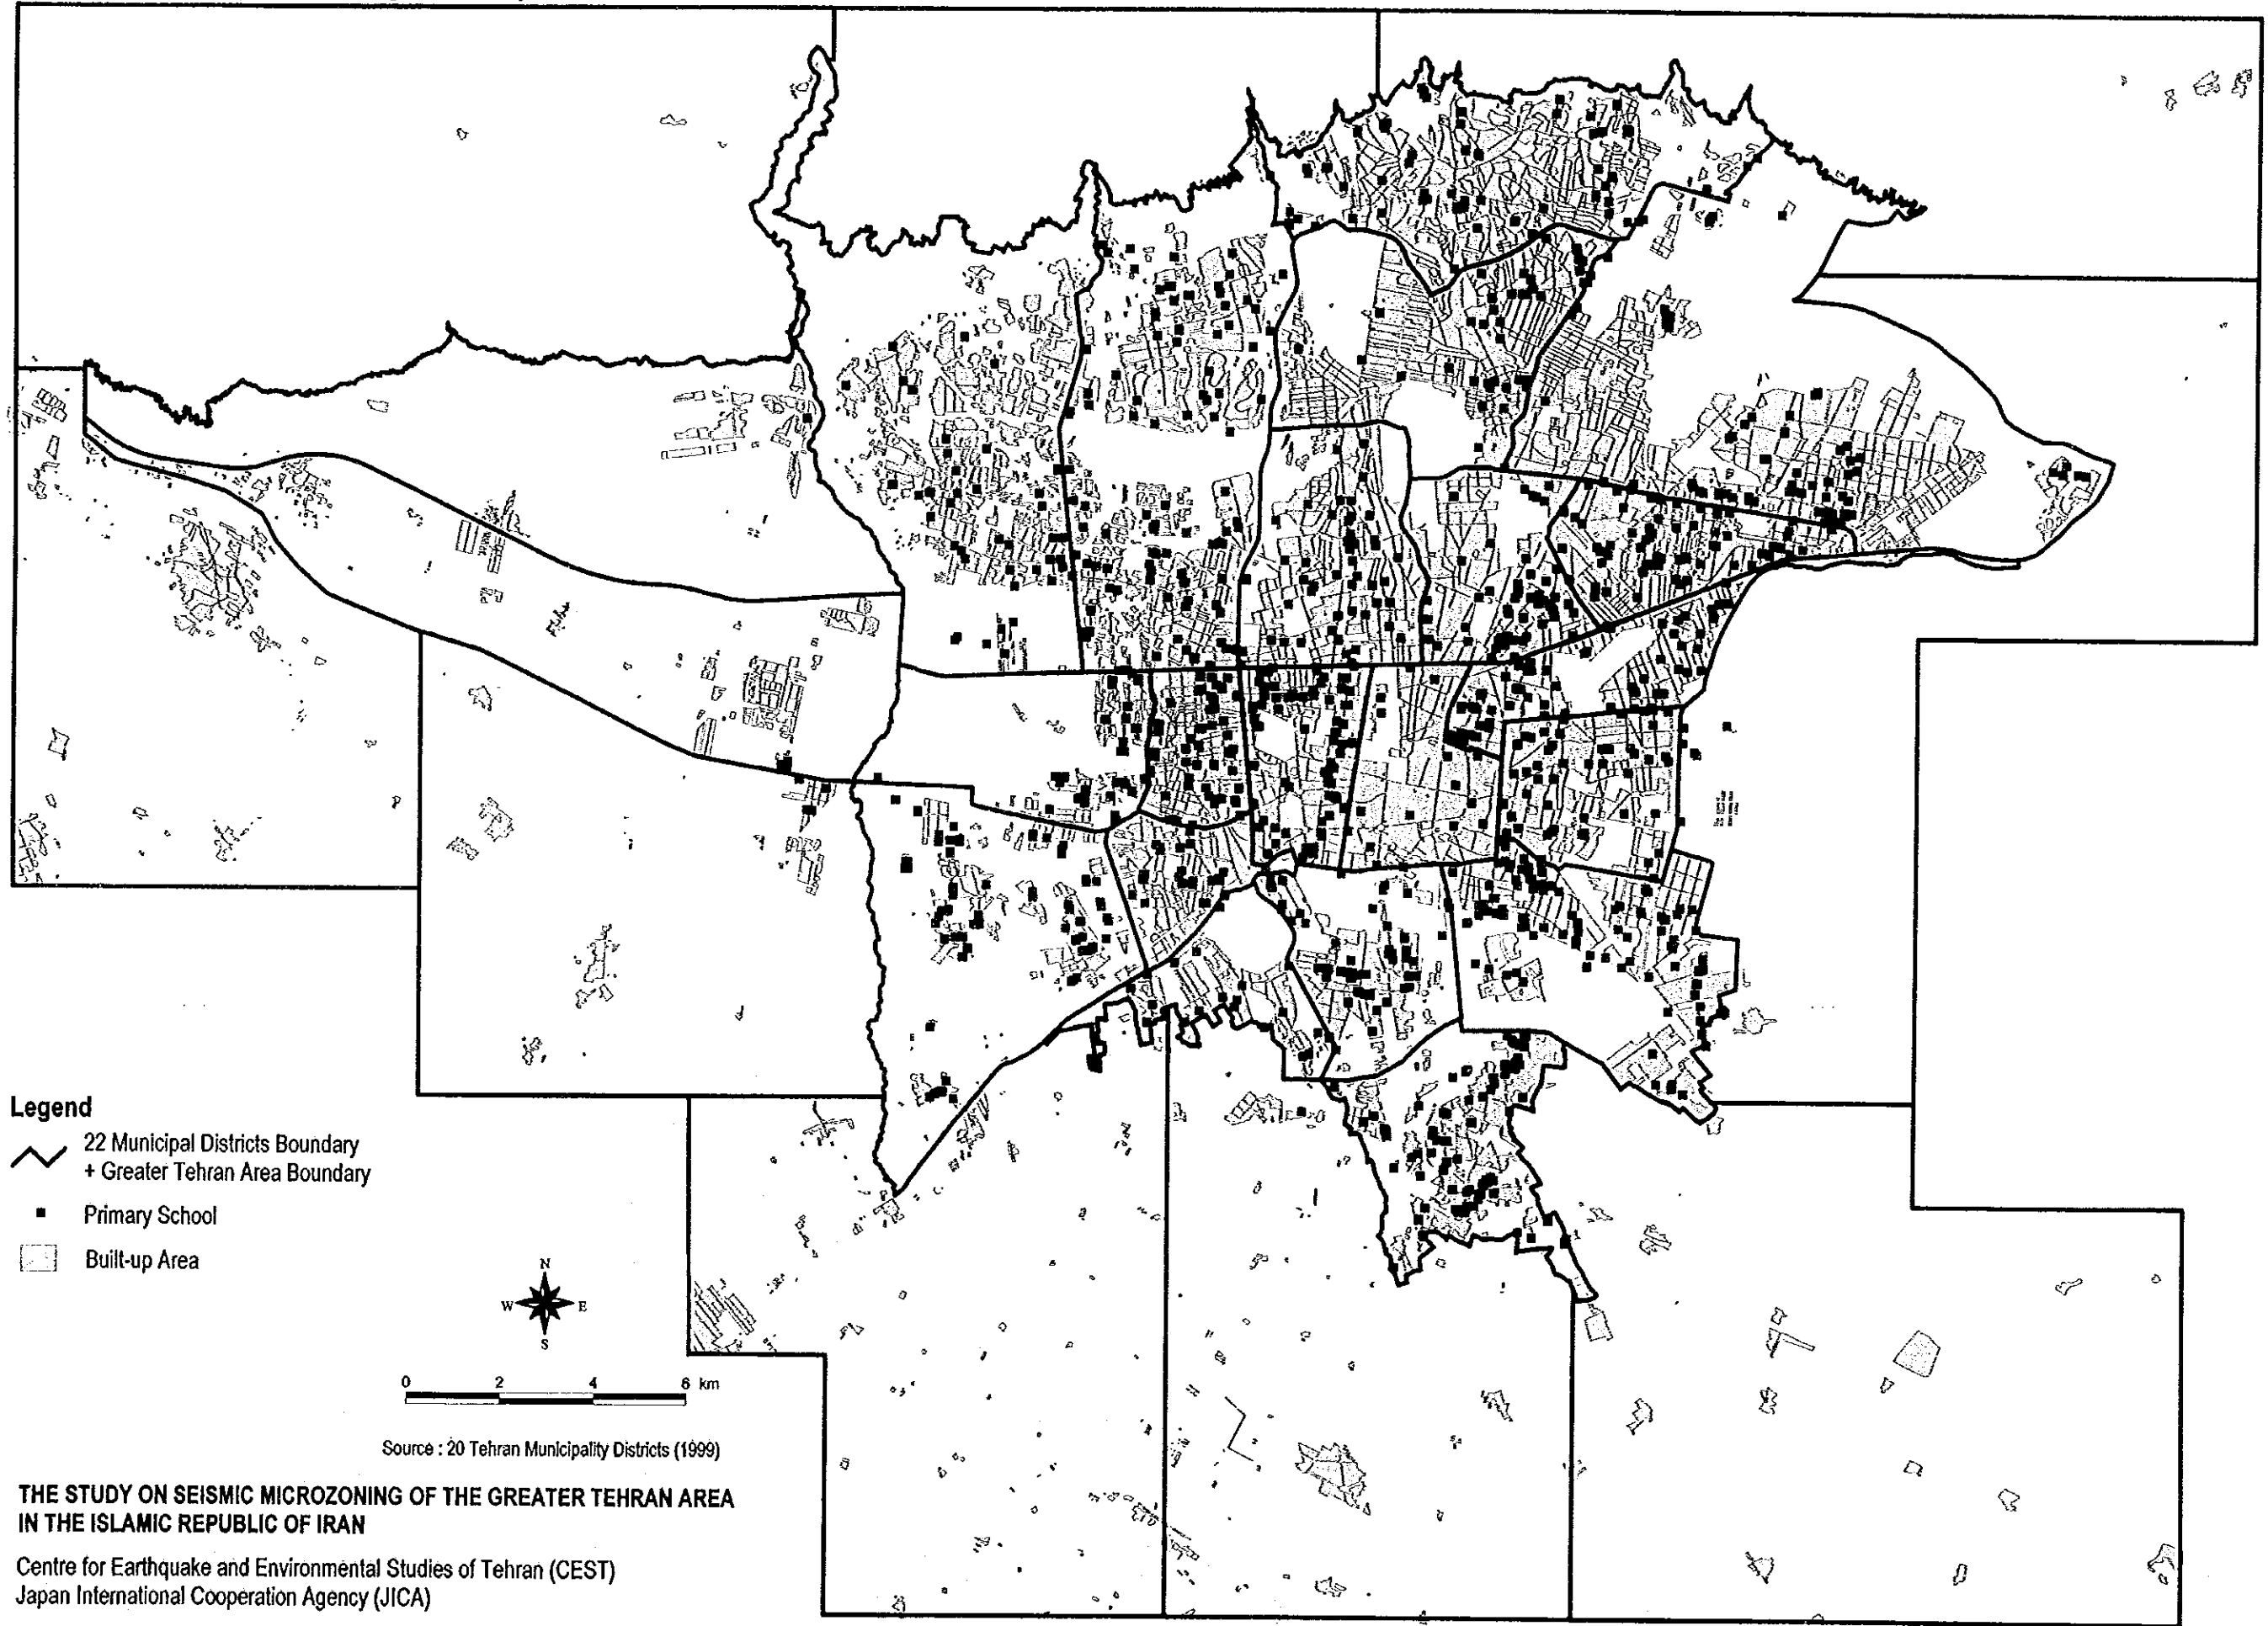 Legend
22 Municipal Districts Boundary
+ Greater Tehran Area Boundary
Primary School
Built-up Area
N
W E
S
0 2 4 6 km
Source : 20 Tehran Municipality Districts (1999)
THE STUDY ON SEISMIC MICROZONING OF THE GREATER TEHRAN AREA
IN THE ISLAMIC REPUBLIC OF IRAN
Centre for Earthquake and Environmental Studies of Tehran (CEST)
Japan International Cooperation Agency (JICA)